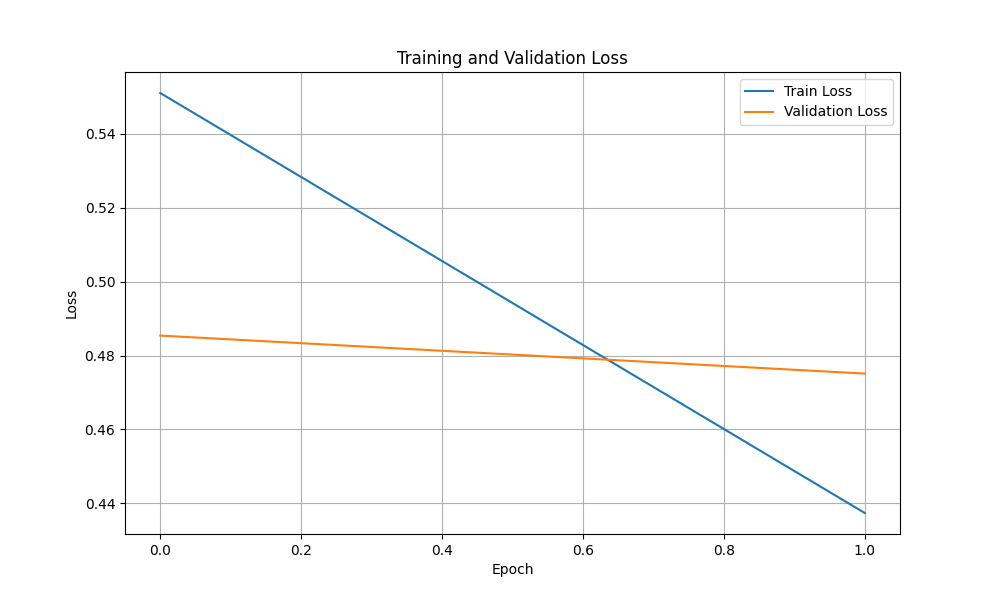 Training and Validation Loss
Train Loss
Validation Loss
0.54
0.52
0.50
0.48
0.46
0.44
Loss
0.0 0.2 0.4 0.6 0.8 1.0
Epoch